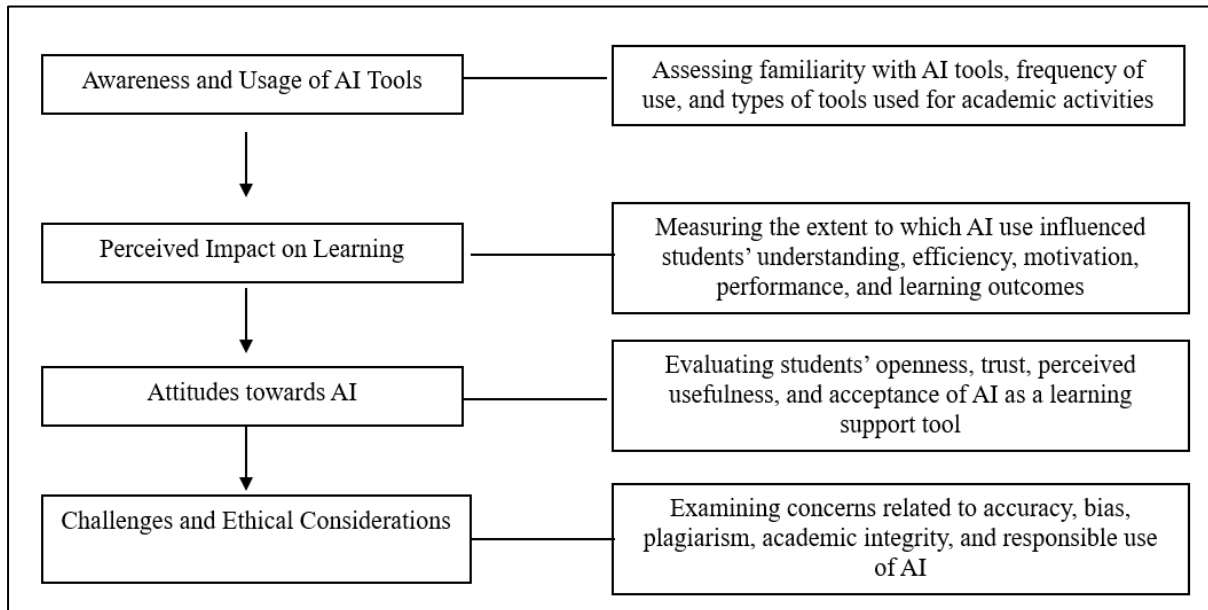 Awareness and Usage of AI Tools
Assessing familiarity with AI tools, frequency of
use, and types of tools used for academic activities
Perceived Impact on Learning
Measuring the extent to which AI use influenced
students’ understanding, efficiency, motivation,
performance, and learning outcomes
Attitudes towards AI
Evaluating students’ openness, trust, perceived
usefulness, and acceptance of AI as a learning
support tool
Challenges and Ethical Considerations
Examining concerns related to accuracy, bias,
plagiarism, academic integrity, and responsible use
of AI